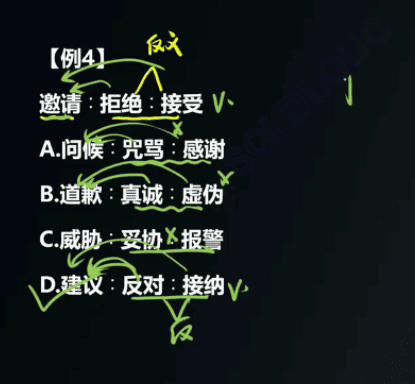 反义
【例4】
邀请：拒绝：接受 V.
A.问候：咒骂：感谢
B.道歉：真诚：虚伪
C.威胁：妥协：报警
D.建议：反对：接纳 V.
反